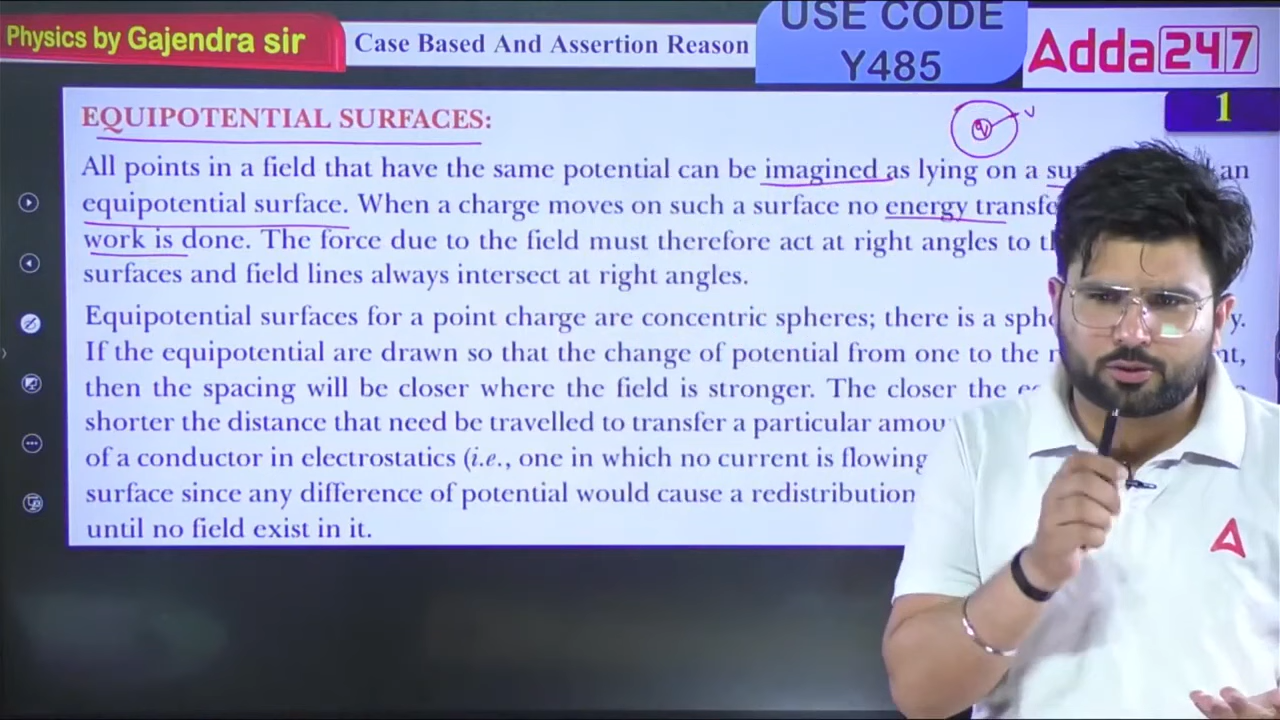 Physics by Gajendra sir
Case Based And Assertion Reason
USE CODE
Y485
Adda 247
1
EQUIPOTENTIAL SURFACES:
q
v
All points in a field that have the same potential can be imagined as lying on a an
equipotential surface. When a charge moves on such a surface no energy
work is done. The force due to the field must therefore act at right angles to
surfaces and field lines always intersect at right angles.
Equipotential surfaces for a point charge are concentric spheres; there is a
If the equipotential are drawn so that the change of potential from one to the
then the spacing will be closer where the field is stronger. The closer the
shorter the distance that need be travelled to transfer a particular
of a conductor in electrostatics (i.e., one in which no current is flowing
surface since any difference of potential would cause a redistribution
until no field exist in it.